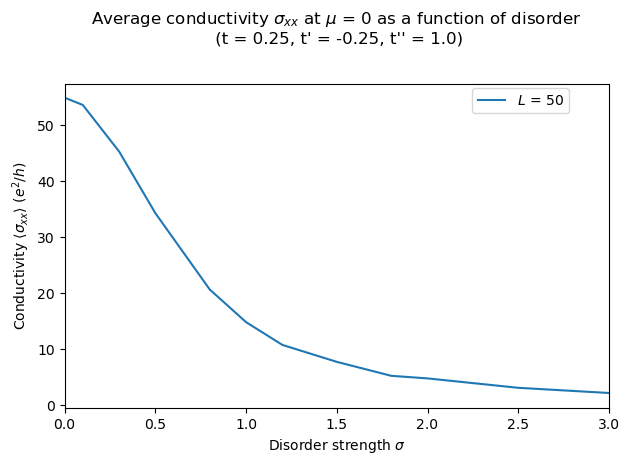 Average conductivity σxx at μ = 0 as a function of disorder
(t = 0.25, t' = -0.25, t'' = 1.0)
L = 50
Conductivity ⟨σxx⟩ (e²/h)
50
40
30
20
10
0
0.0 0.5 1.0 1.5 2.0 2.5 3.0
Disorder strength σ